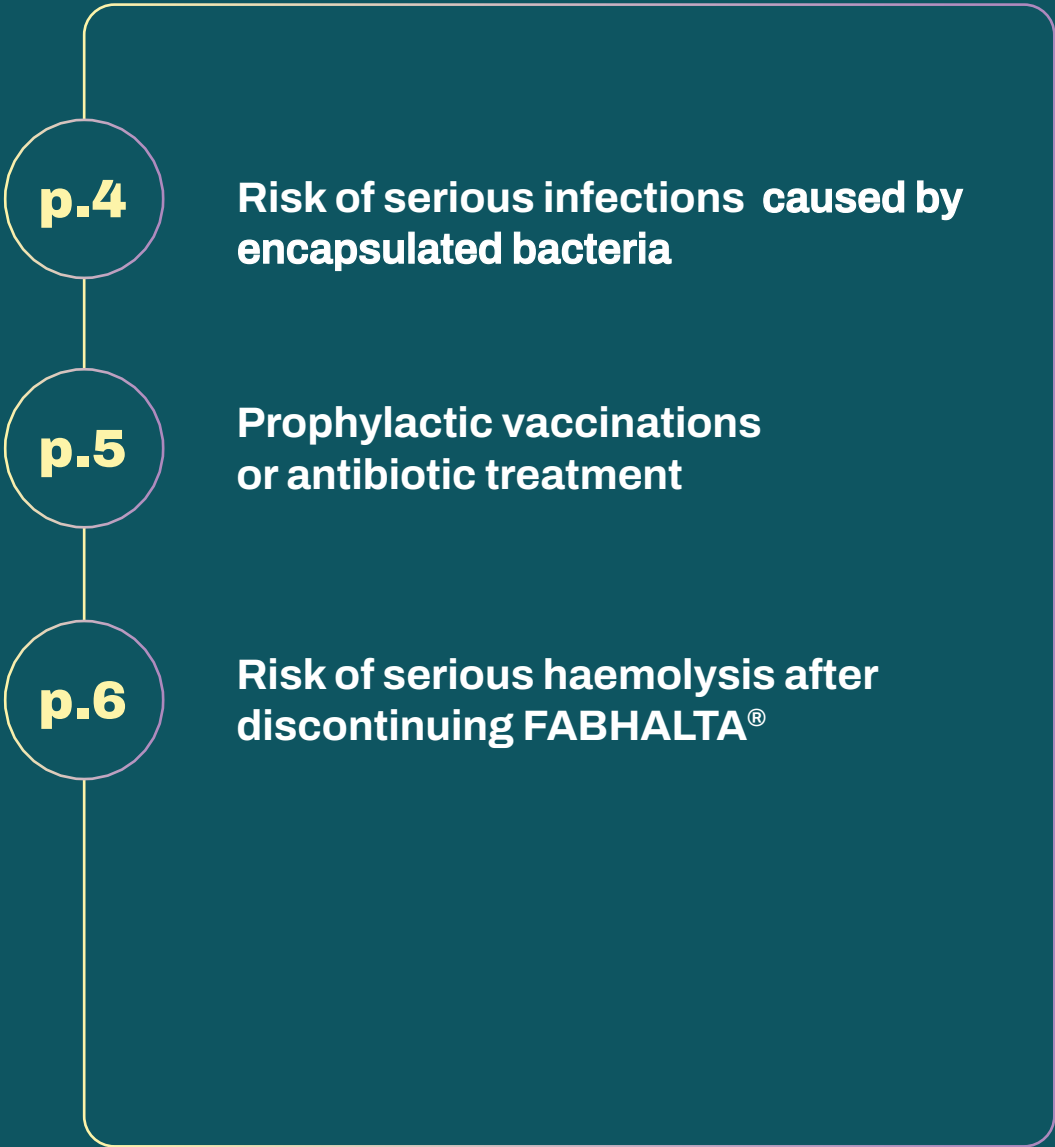 p.4
Risk of serious infections caused by
encapsulated bacteria
p.5
Prophylactic vaccinations
or antibiotic treatment
p.6
Risk of serious haemolysis after
discontinuing FABHALTA®